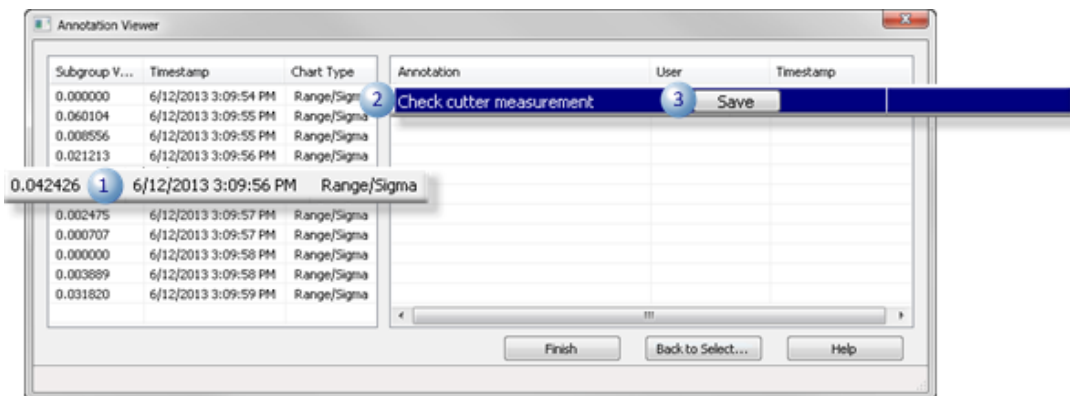 Annotation Viewer
Subgroup V... Timestamp Chart Type Annotation User Timestamp
0.000000 6/12/2013 3:09:54 PM Range/Sigma 2 Check cutter measurement 3 Save
0.060104 6/12/2013 3:09:55 PM Range/Sigma
0.008556 6/12/2013 3:09:55 PM Range/Sigma
0.021213 6/12/2013 3:09:56 PM Range/Sigma
0.042426 1 6/12/2013 3:09:56 PM Range/Sigma
0.002475 6/12/2013 3:09:57 PM Range/Sigma
0.000707 6/12/2013 3:09:57 PM Range/Sigma
0.000000 6/12/2013 3:09:58 PM Range/Sigma
0.003889 6/12/2013 3:09:58 PM Range/Sigma
0.031820 6/12/2013 3:09:59 PM Range/Sigma
Finish Back to Select... Help